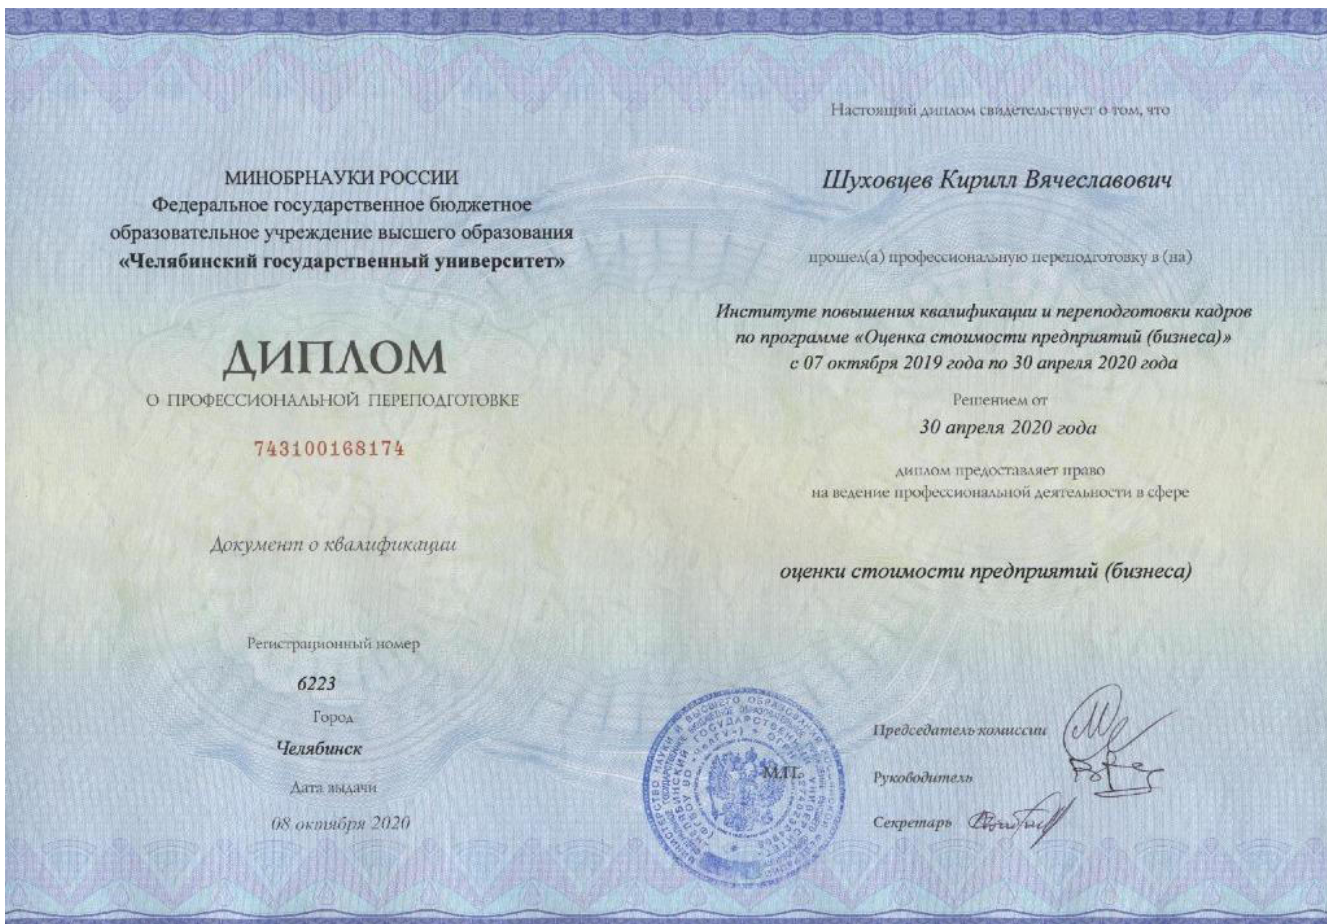 МИНОБРНАУКИ РОССИИ
Федеральное государственное бюджетное
образовательное учреждение высшего образования
«Челябинский государственный университет»
ДИПЛОМ
О ПРОФЕССИОНАЛЬНОЙ ПЕРЕПОДГОТОВКЕ
743100168174
Документ о квалификации
Регистрационный номер
6223
Город
Челябинск
Дата выдачи
08 октября 2020
Настоящий диплом свидетельствует о том, что
Шуховцев Кирилл Вячеславович
прошел(а) профессиональную переподготовку в (на)
Институте повышения квалификации и переподготовки кадров
по программе «Оценка стоимости предприятий (бизнеса)»
с 07 октября 2019 года по 30 апреля 2020 года
Решением от
30 апреля 2020 года
диплом предоставляет право
на ведение профессиональной деятельности в сфере
оценки стоимости предприятий (бизнеса)
М.П.
Председатель комиссии
Руководитель
Секретарь